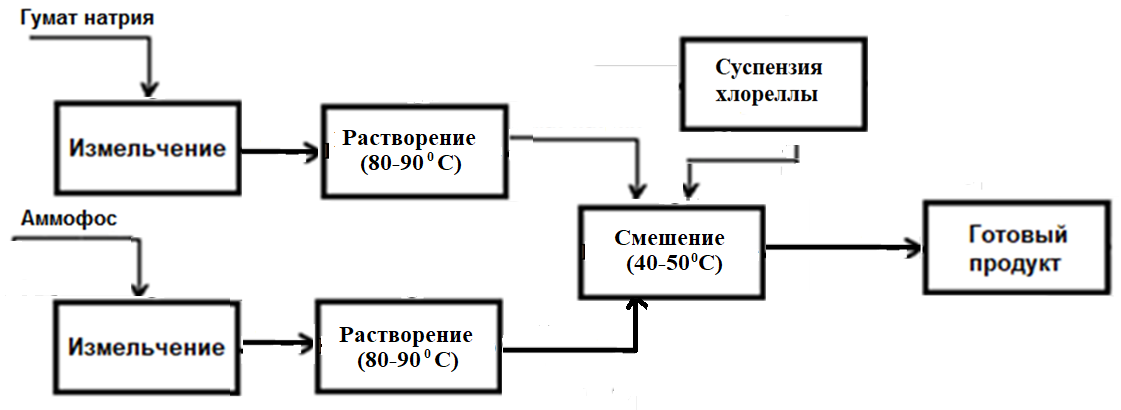 Гумат натрия
Суспензия
хлореллы
Измельчение
Растворение
(80-90⁰С)
Аммофос
Смешение
(40-50⁰С)
Готовый
продукт
Измельчение
Растворение
(80-90⁰С)